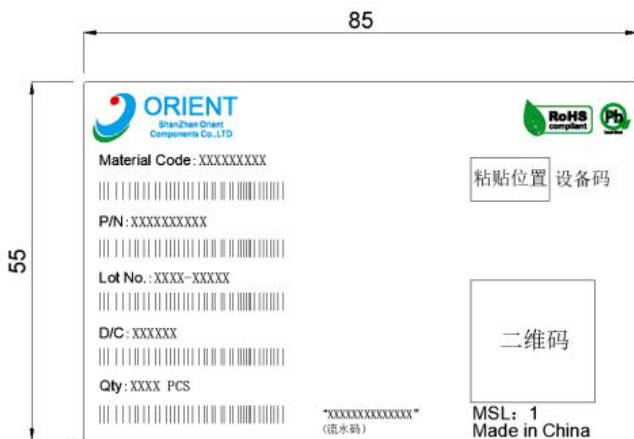 85
55
ORIENT
ShenZhen Orient
Components Co.,LTD
RoHS
compliant
Pb
Material Code: XXXXXXXXX
粘贴位置 设备码
P/N: XXXXXXXXXX
Lot No.: XXXX-XXXXX
D/C: XXXXXX
二维码
Qty: XXXX PCS
"XXXXXXXXXXXXXX"
(流水码)
MSL: 1
Made in China